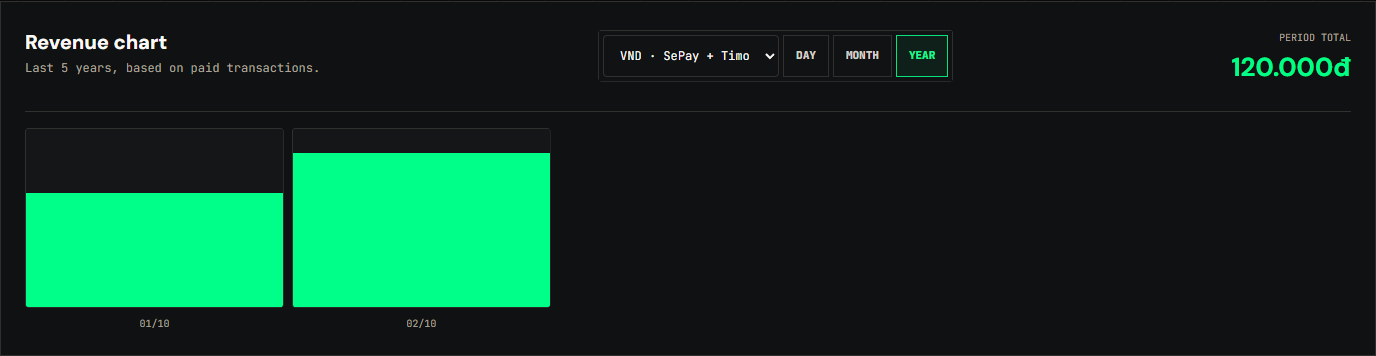 Revenue chart
Last 5 years, based on paid transactions.
VND · SePay + Timo
DAY
MONTH
YEAR
PERIOD TOTAL
120.000đ
01/10
02/10